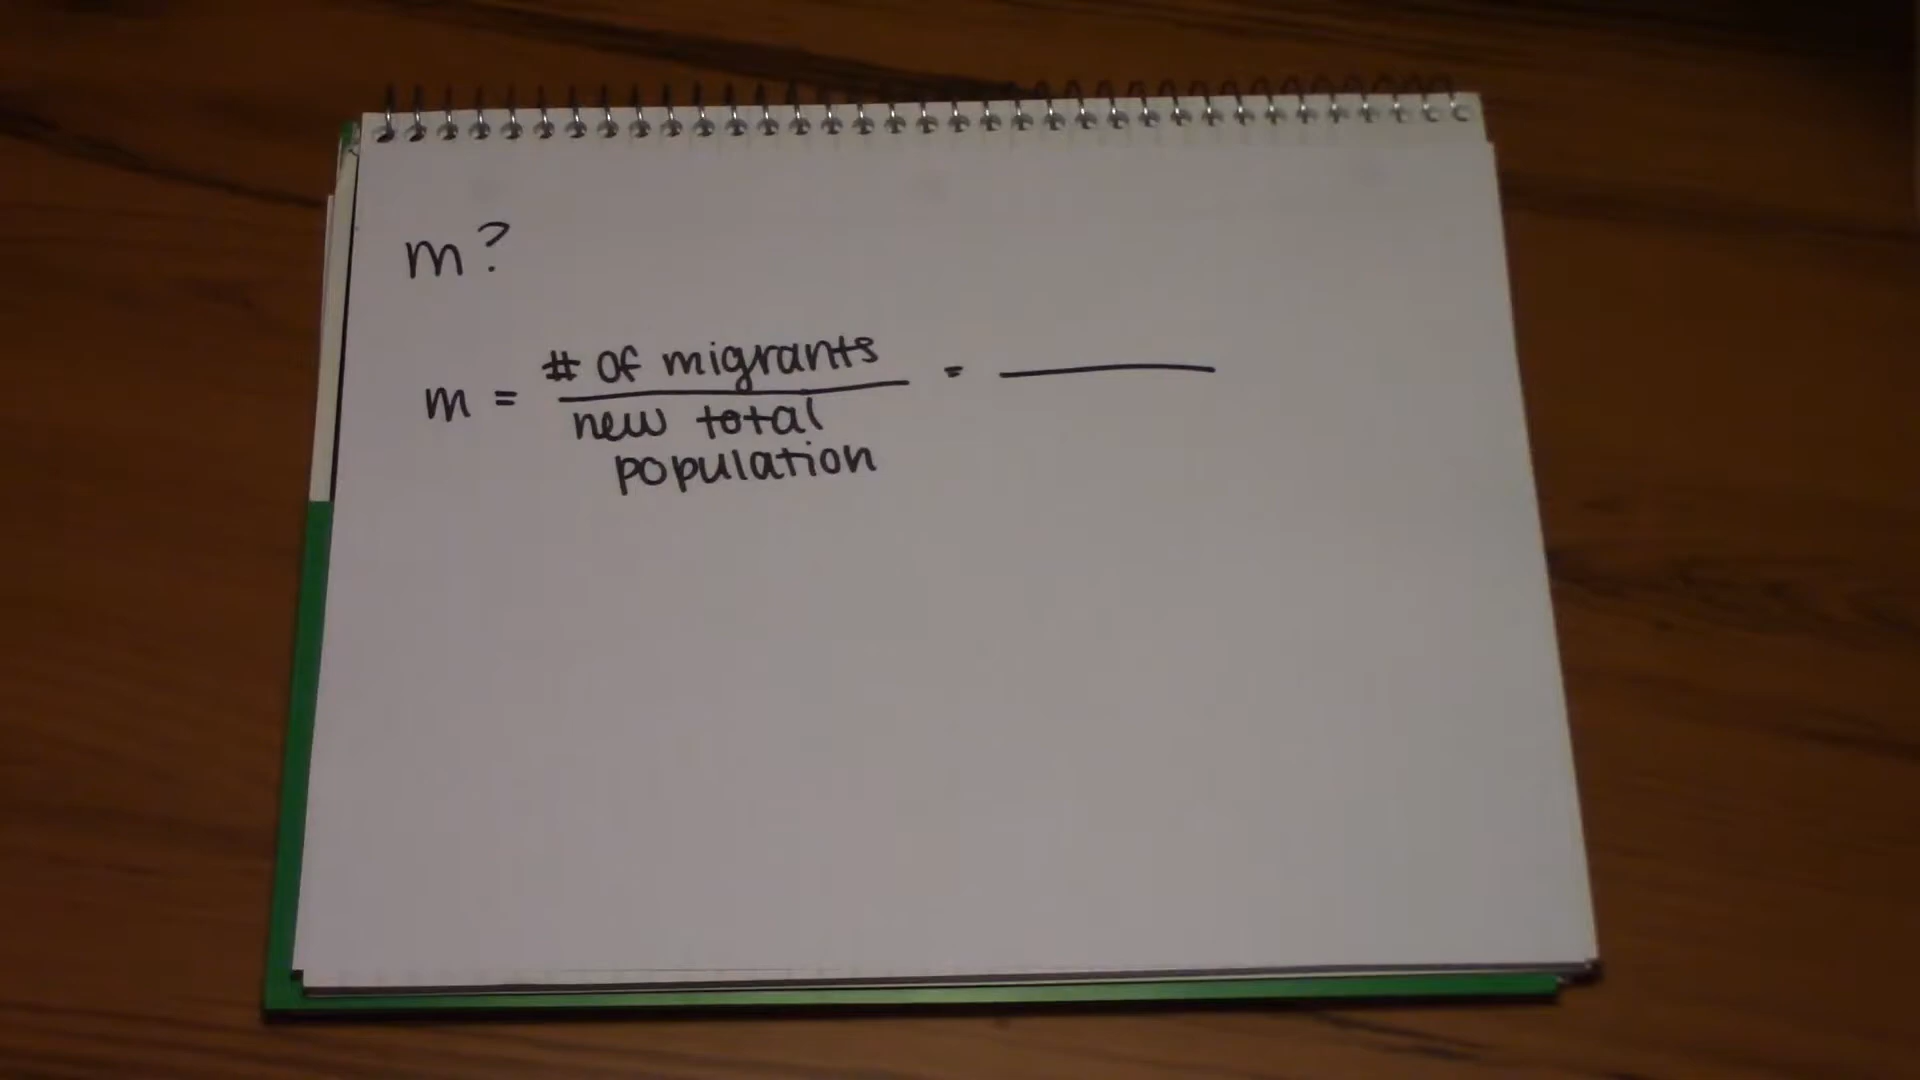 m?
m = # of migrants = ______
new total
population